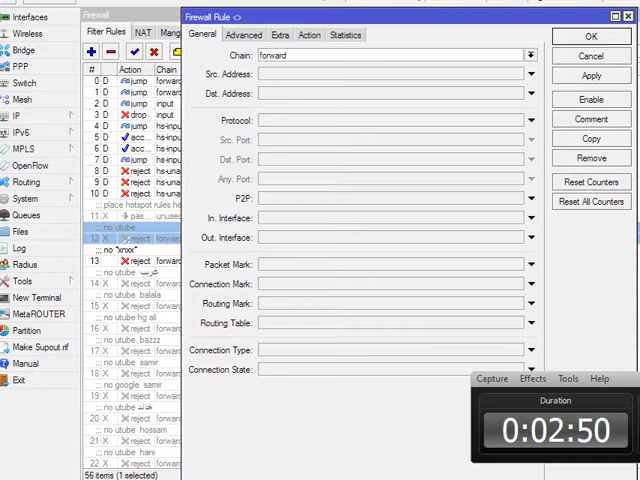 Interfaces
Wireless
Bridge
PPP
Switch
Mesh
IP
IPv6
MPLS
OpenFlow
Routing
System
Queues
Files
Log
Radius
Tools
New Terminal
MetaROUTER
Partition
Make Supout.rif
Manual
Exit
Firewall
Filter Rules NAT Mang
# Action Chain
0 D jump forward
1 D jump forward
2 D jump input
3 D drop input
4 D jump hs-inpu
5 D acc... hs-inpu
6 D acc... hs-inpu
7 D jump hs-inpu
8 D reject hs-una
9 D reject hs-una
10 D reject hs-una
;;; place hotspot rules he
11 X pas... unused
;;; no utube
12 X reject forward
;;; no "xnxx"
13 reject forward
;;; no utube غريب
14 X reject forward
;;; no utube balala
15 X reject forward
;;; no utube hg ali
16 X reject forward
;;; no utube bazzz
17 X reject forward
;;; no utube samir
18 X reject forward
;;; no google samir
19 X reject forward
;;; no utube خالد
20 X reject forward
;;; no utube hossam
21 X reject forward
;;; no utube hani
22 X reject forward
56 items (1 selected)
Firewall Rule <>
General Advanced Extra Action Statistics
Chain: forward
Src. Address:
Dst. Address:
Protocol:
Src. Port:
Dst. Port:
Any. Port:
P2P:
In. Interface:
Out. Interface:
Packet Mark:
Connection Mark:
Routing Mark:
Routing Table:
Connection Type:
Connection State:
OK
Cancel
Apply
Enable
Comment
Copy
Remove
Reset Counters
Reset All Counters
Capture Effects Tools Help
Duration
0:02:50